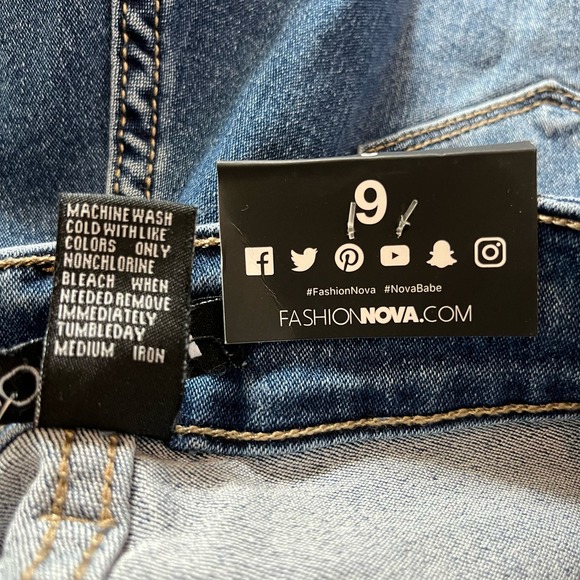 MACHINE WASH
COLD WITH LIKE
COLORS ONLY
NONCHLORINE
BLEACH WHEN
NEEDED REMOVE
IMMEDIATELY
TUMBLEDAY
MEDIUM IRON
9
#FashionNova #NovaBabe
FASHIONNOVA.COM